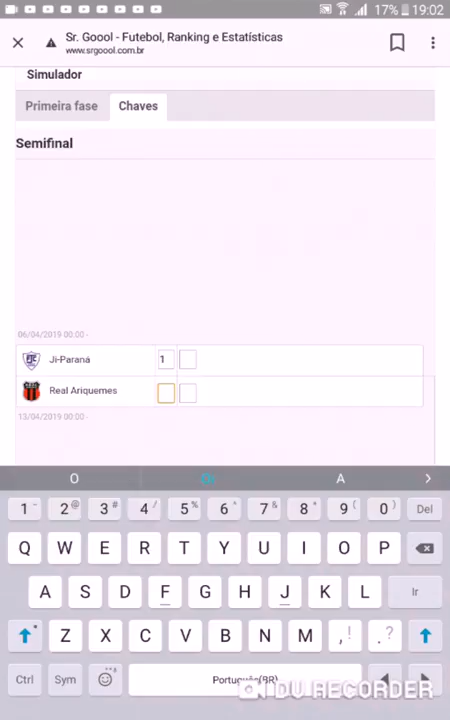 17% 19:02
Sr. Goool - Futebol, Ranking e Estatísticas
www.srgoool.com.br
Simulador
Primeira fase Chaves
Semifinal
06/04/2019 00:00 -
Ji-Paraná 1
Real Ariquemes
13/04/2019 00:00 -
O A
1 - 2 @ 3 # 4 / 5 % 6 ^ 7 & 8 * 9 ( 0 ) Del
Q W E R T Y U I O P
A S D F G H J K L Ir
Z X C V B N M , ! . ?
Ctrl Sym Português(BR)
DU RECORDER